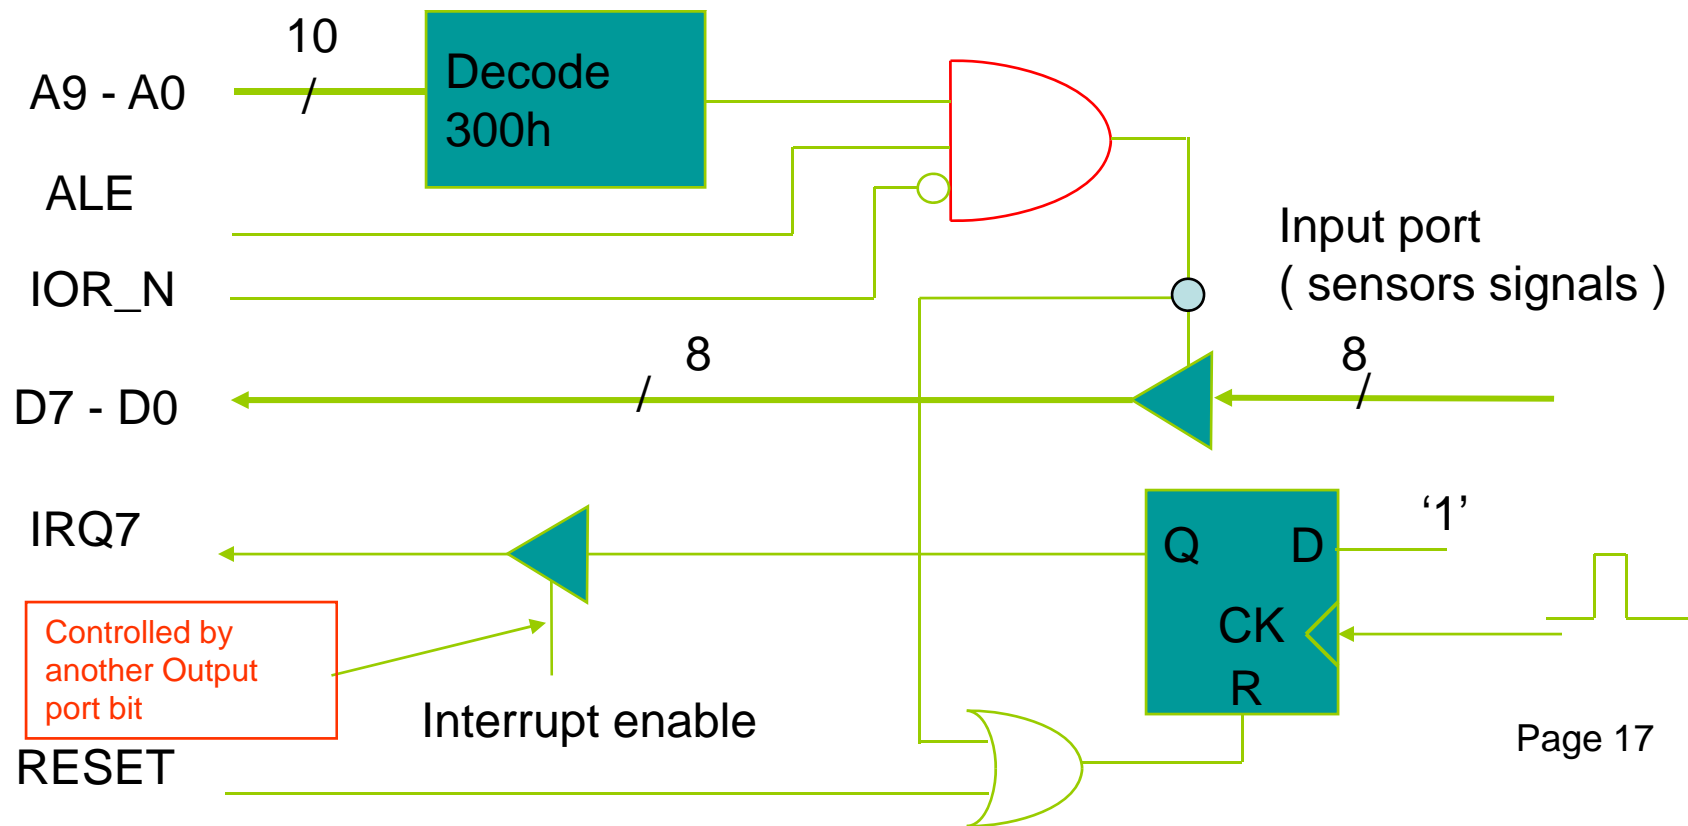 10
A9 - A0
Decode
300h
ALE
Input port
( sensors signals )
IOR_N
8
8
D7 - D0
IRQ7
Q
D
'1'
CK
R
Controlled by
another Output
port bit
Interrupt enable
RESET
Page 17